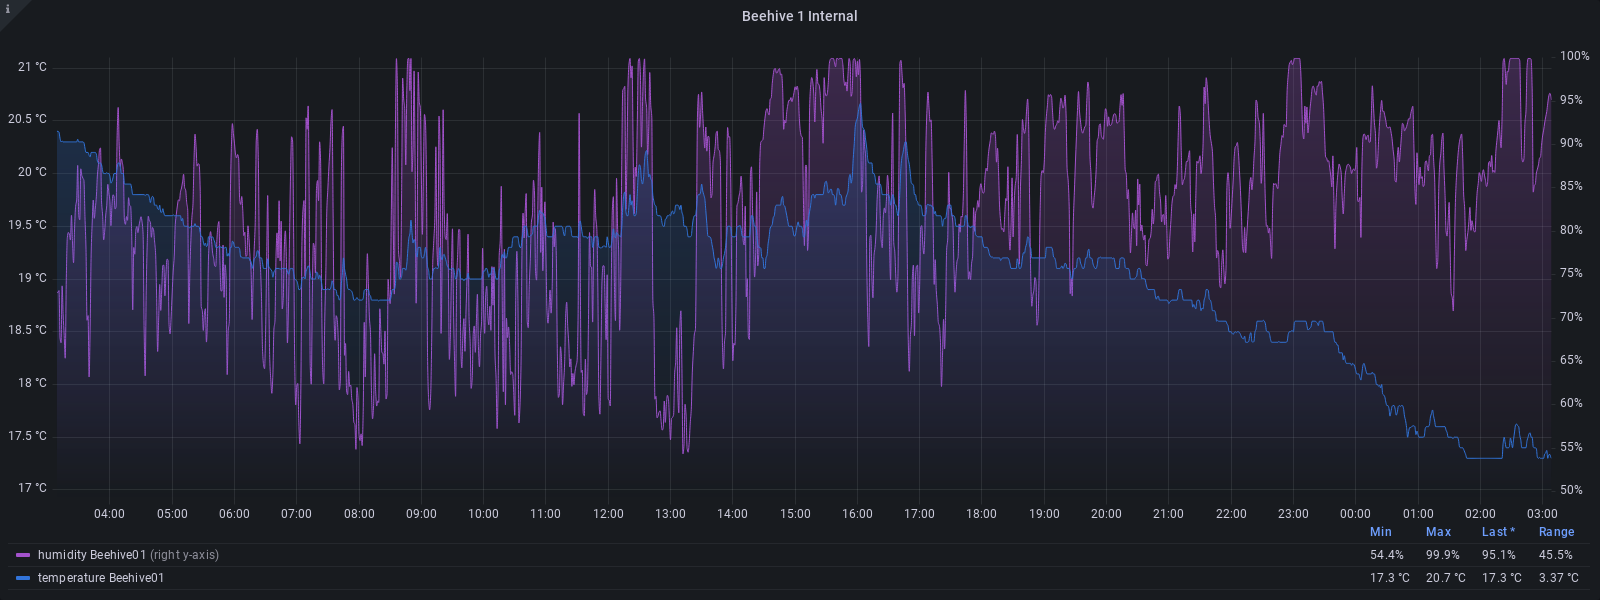 i
Beehive 1 Internal
21 °C
20.5 °C
20 °C
19.5 °C
19 °C
18.5 °C
18 °C
17.5 °C
17 °C
100%
95%
90%
85%
80%
75%
70%
65%
60%
55%
50%
04:00 05:00 06:00 07:00 08:00 09:00 10:00 11:00 12:00 13:00 14:00 15:00 16:00 17:00 18:00 19:00 20:00 21:00 22:00 23:00 00:00 01:00 02:00 03:00
Min Max Last * Range
humidity Beehive01 (right y-axis) 54.4% 99.9% 95.1% 45.5%
temperature Beehive01 17.3 °C 20.7 °C 17.3 °C 3.37 °C